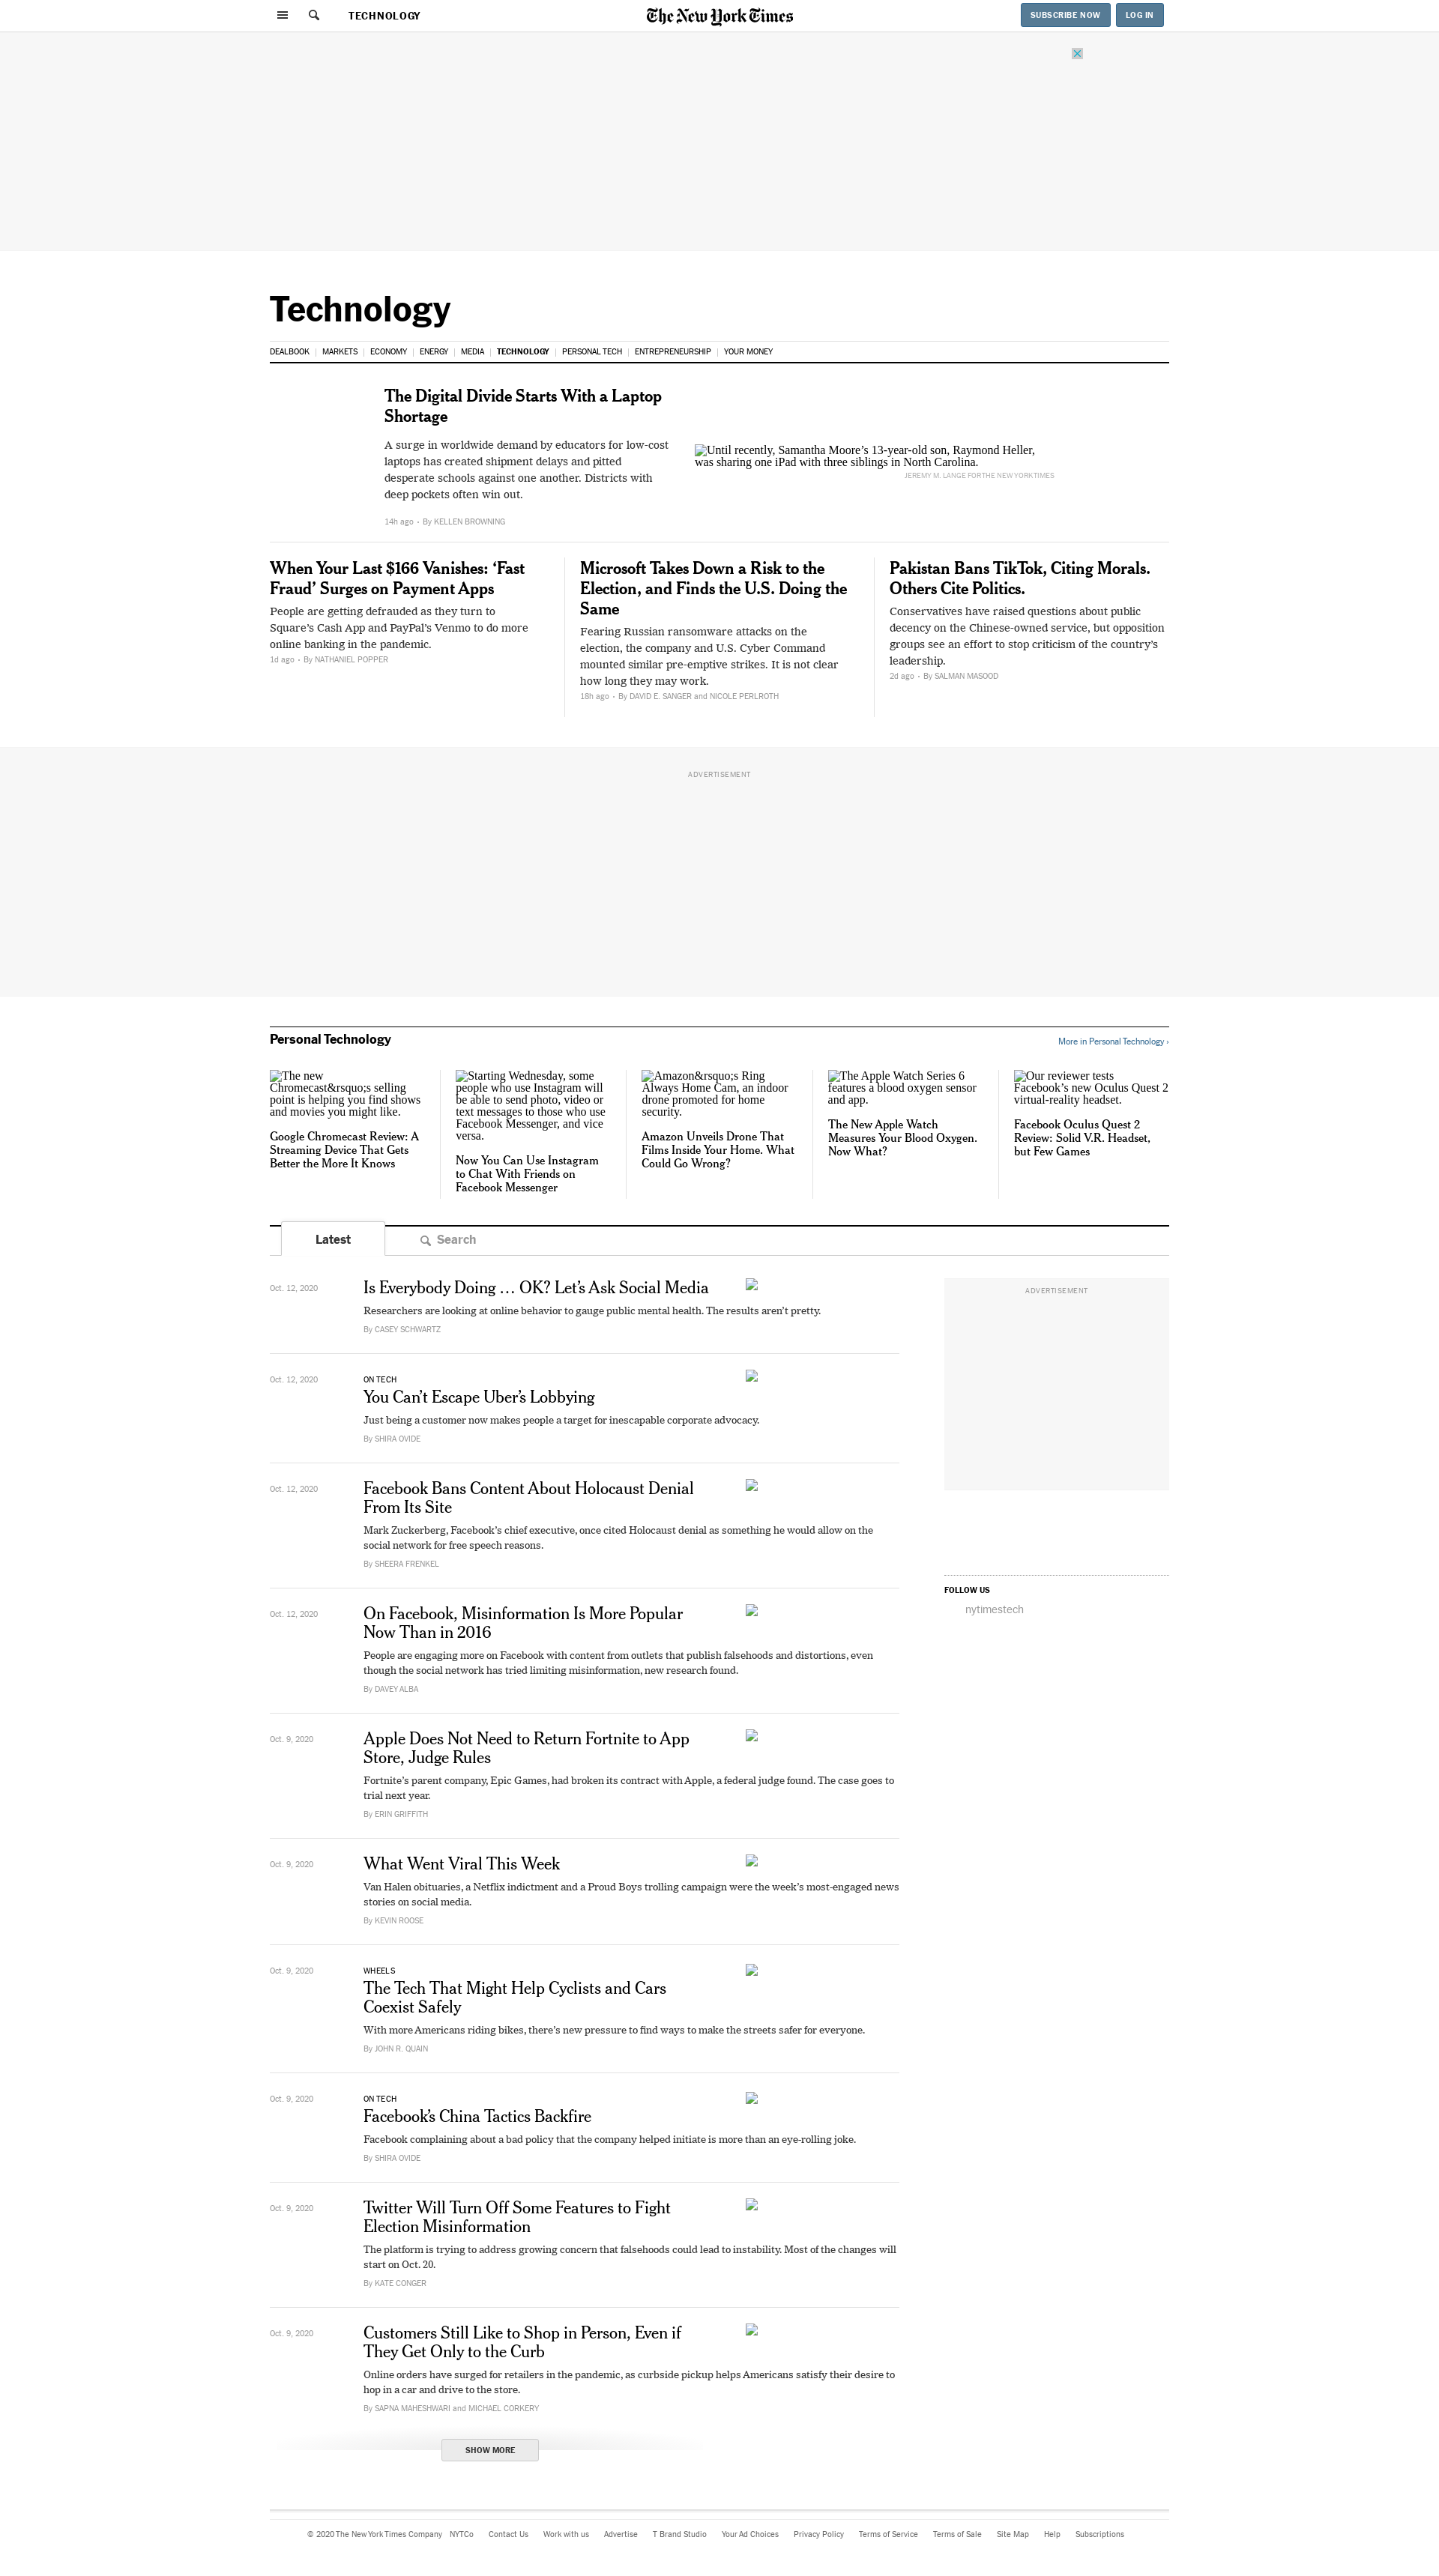 TECHNOLOGY
The New York Times
SUBSCRIBE NOW
LOG IN
Technology
DEALBOOK
MARKETS
ECONOMY
ENERGY
MEDIA
TECHNOLOGY
PERSONAL TECH
ENTREPRENEURSHIP
YOUR MONEY
The Digital Divide Starts With a Laptop
Shortage
A surge in worldwide demand by educators for low-cost
laptops has created shipment delays and pitted
desperate schools against one another. Districts with
deep pockets often win out.
14h ago • By KELLEN BROWNING
Until recently, Samantha Moore’s 13-year-old son, Raymond Heller,
was sharing one iPad with three siblings in North Carolina.
JEREMY M. LANGE FOR THE NEW YORK TIMES
When Your Last $166 Vanishes: ‘Fast
Fraud’ Surges on Payment Apps
People are getting defrauded as they turn to
Square’s Cash App and PayPal’s Venmo to do more
online banking in the pandemic.
1d ago • By NATHANIEL POPPER
Microsoft Takes Down a Risk to the
Election, and Finds the U.S. Doing the
Same
Fearing Russian ransomware attacks on the
election, the company and U.S. Cyber Command
mounted similar pre-emptive strikes. It is not clear
how long they may work.
18h ago • By DAVID E. SANGER and NICOLE PERLROTH
Pakistan Bans TikTok, Citing Morals.
Others Cite Politics.
Conservatives have raised questions about public
decency on the Chinese-owned service, but opposition
groups see an effort to stop criticism of the country’s
leadership.
2d ago • By SALMAN MASOOD
ADVERTISEMENT
Personal Technology
More in Personal Technology ›
The new
Chromecast&rsquo;s selling
point is helping you find shows
and movies you might like.
Google Chromecast Review: A
Streaming Device That Gets
Better the More It Knows
Starting Wednesday, some
people who use Instagram will
be able to send photo, video or
text messages to those who use
Facebook Messenger, and vice
versa.
Now You Can Use Instagram
to Chat With Friends on
Facebook Messenger
Amazon&rsquo;s Ring
Always Home Cam, an indoor
drone promoted for home
security.
Amazon Unveils Drone That
Films Inside Your Home. What
Could Go Wrong?
The Apple Watch Series 6
features a blood oxygen sensor
and app.
The New Apple Watch
Measures Your Blood Oxygen.
Now What?
Our reviewer tests
Facebook’s new Oculus Quest 2
virtual-reality headset.
Facebook Oculus Quest 2
Review: Solid V.R. Headset,
but Few Games
Latest
Search
Oct. 12, 2020
Is Everybody Doing … OK? Let’s Ask Social Media
Researchers are looking at online behavior to gauge public mental health. The results aren’t pretty.
By CASEY SCHWARTZ
ADVERTISEMENT
Oct. 12, 2020
ON TECH
You Can’t Escape Uber’s Lobbying
Just being a customer now makes people a target for inescapable corporate advocacy.
By SHIRA OVIDE
Oct. 12, 2020
Facebook Bans Content About Holocaust Denial
From Its Site
Mark Zuckerberg, Facebook’s chief executive, once cited Holocaust denial as something he would allow on the
social network for free speech reasons.
By SHEERA FRENKEL
FOLLOW US
nytimestech
Oct. 12, 2020
On Facebook, Misinformation Is More Popular
Now Than in 2016
People are engaging more on Facebook with content from outlets that publish falsehoods and distortions, even
though the social network has tried limiting misinformation, new research found.
By DAVEY ALBA
Oct. 9, 2020
Apple Does Not Need to Return Fortnite to App
Store, Judge Rules
Fortnite’s parent company, Epic Games, had broken its contract with Apple, a federal judge found. The case goes to
trial next year.
By ERIN GRIFFITH
Oct. 9, 2020
What Went Viral This Week
Van Halen obituaries, a Netflix indictment and a Proud Boys trolling campaign were the week’s most-engaged news
stories on social media.
By KEVIN ROOSE
Oct. 9, 2020
WHEELS
The Tech That Might Help Cyclists and Cars
Coexist Safely
With more Americans riding bikes, there’s new pressure to find ways to make the streets safer for everyone.
By JOHN R. QUAIN
Oct. 9, 2020
ON TECH
Facebook’s China Tactics Backfire
Facebook complaining about a bad policy that the company helped initiate is more than an eye-rolling joke.
By SHIRA OVIDE
Oct. 9, 2020
Twitter Will Turn Off Some Features to Fight
Election Misinformation
The platform is trying to address growing concern that falsehoods could lead to instability. Most of the changes will
start on Oct. 20.
By KATE CONGER
Oct. 9, 2020
Customers Still Like to Shop in Person, Even if
They Get Only to the Curb
Online orders have surged for retailers in the pandemic, as curbside pickup helps Americans satisfy their desire to
hop in a car and drive to the store.
By SAPNA MAHESHWARI and MICHAEL CORKERY
SHOW MORE
© 2020 The New York Times Company
NYTCo
Contact Us
Work with us
Advertise
T Brand Studio
Your Ad Choices
Privacy Policy
Terms of Service
Terms of Sale
Site Map
Help
Subscriptions